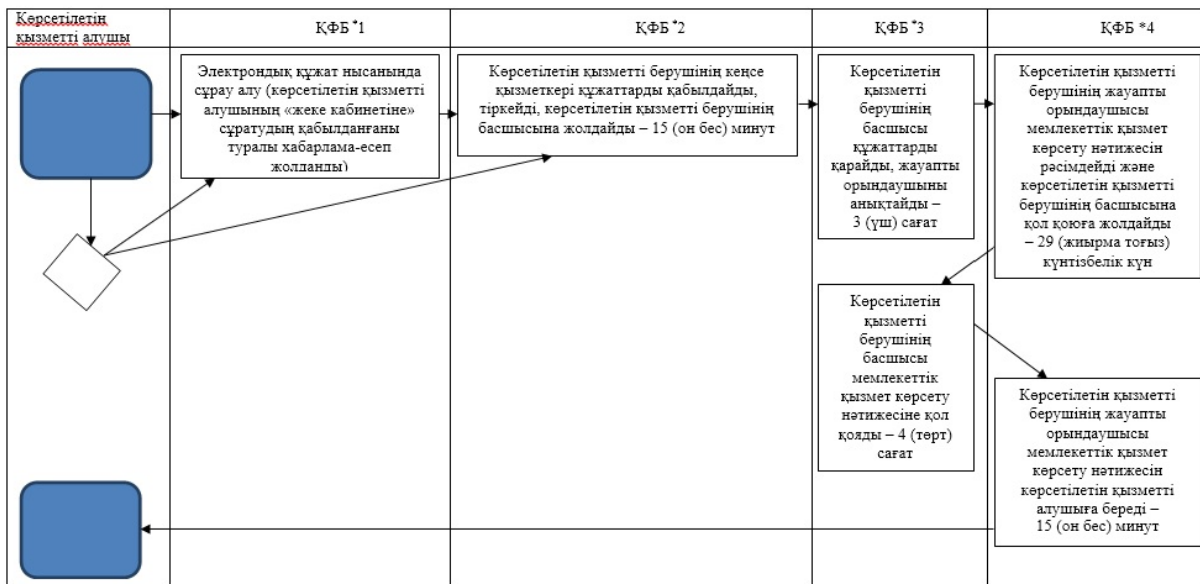 Көрсетілетін
қызметті алушы
ҚФБ *1
ҚФБ *2
ҚФБ *3
ҚФБ *4
Электрондық құжат нысанында
сұрау алу (көрсетілетін қызметті
алушының «жеке кабинетіне»
сұратудың қабылданғаны
туралы хабарлама-есеп
жолданды)
Көрсетілетін қызметті берушінің кеңсе
қызметкері құжаттарды қабылдайды,
тіркейді, көрсетілетін қызметті берушінің
басшысына жолдайды – 15 (он бес) минут
Көрсетілетін
қызметті
берушінің
басшысы
құжаттарды
қарайды, жауапты
орындаушыны
анықтайды –
3 (үш) сағат
Көрсетілетін қызметті
берушінің жауапты
орындаушысы
мемлекеттік қызмет
көрсету нәтижесін
рәсімдейді және
көрсетілетін қызметті
берушінің басшысына
қол қоюға жолдайды
– 29 (жиырма тоғыз)
күнтізбелік күн
Көрсетілетін
қызметті
берушінің
басшысы
мемлекеттік
қызмет көрсету
нәтижесіне қол
қояды – 4 (төрт)
сағат
Көрсетілетін қызметті
берушінің жауапты
орындаушысы
мемлекеттік қызмет
көрсету нәтижесін
көрсетілетін қызметті
алушыға береді –
15 (он бес) минут